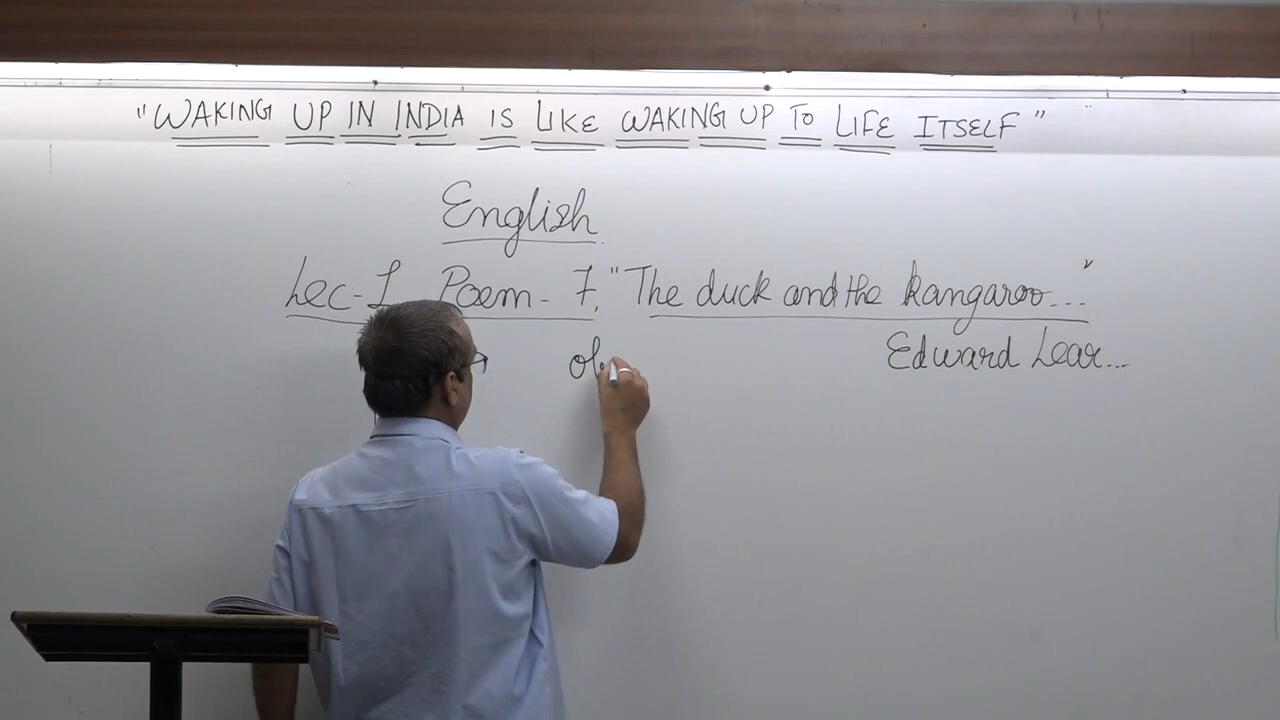 "WAKING UP IN INDIA IS LIKE WAKING UP TO LIFE ITSELF"
English
Lec-1 Poem - 7, "The duck and the kangaroo..."
Edward Lear...